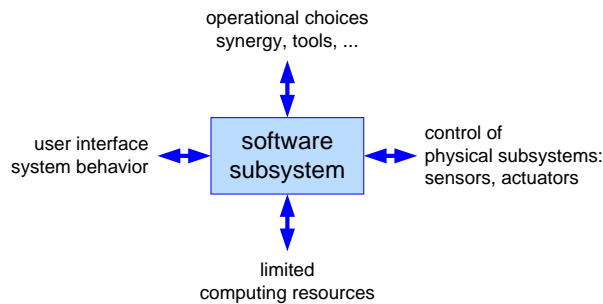 operational choices
synergy, tools, ...
user interface
system behavior
software
subsystem
control of
physical subsystems:
sensors, actuators
limited
computing resources